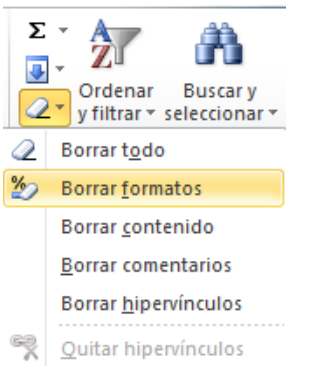 Σ
A
Z
Ordenar
y filtrar
Buscar y
seleccionar
Borrar todo
%
Borrar formatos
Borrar contenido
Borrar comentarios
Borrar hipervínculos
Quitar hipervínculos